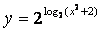 y = 2^{log_2(x^2+2)}